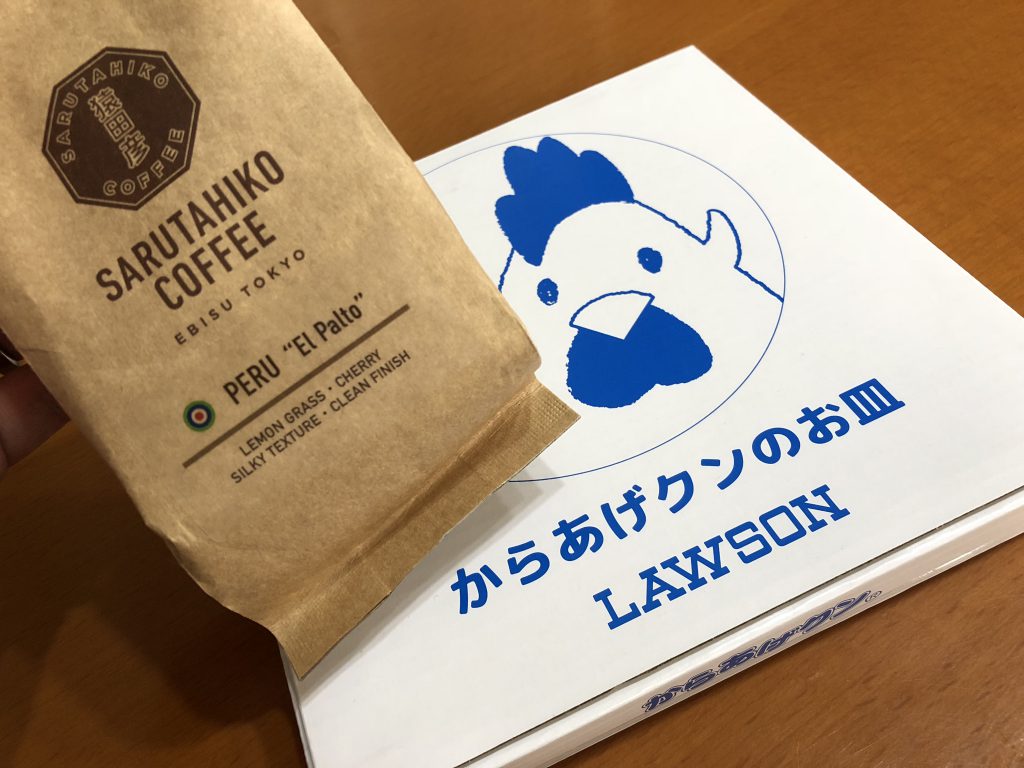 SARUTAHIKO
猿田彦
COFFEE
SARUTAHIKO
COFFEE
EBISU TOKYO
PERU “El Palto”
LEMON GRASS・CHERRY
SILKY TEXTURE・CLEAN FINISH
からあげクンのお皿
LAWSON
からあげクン®